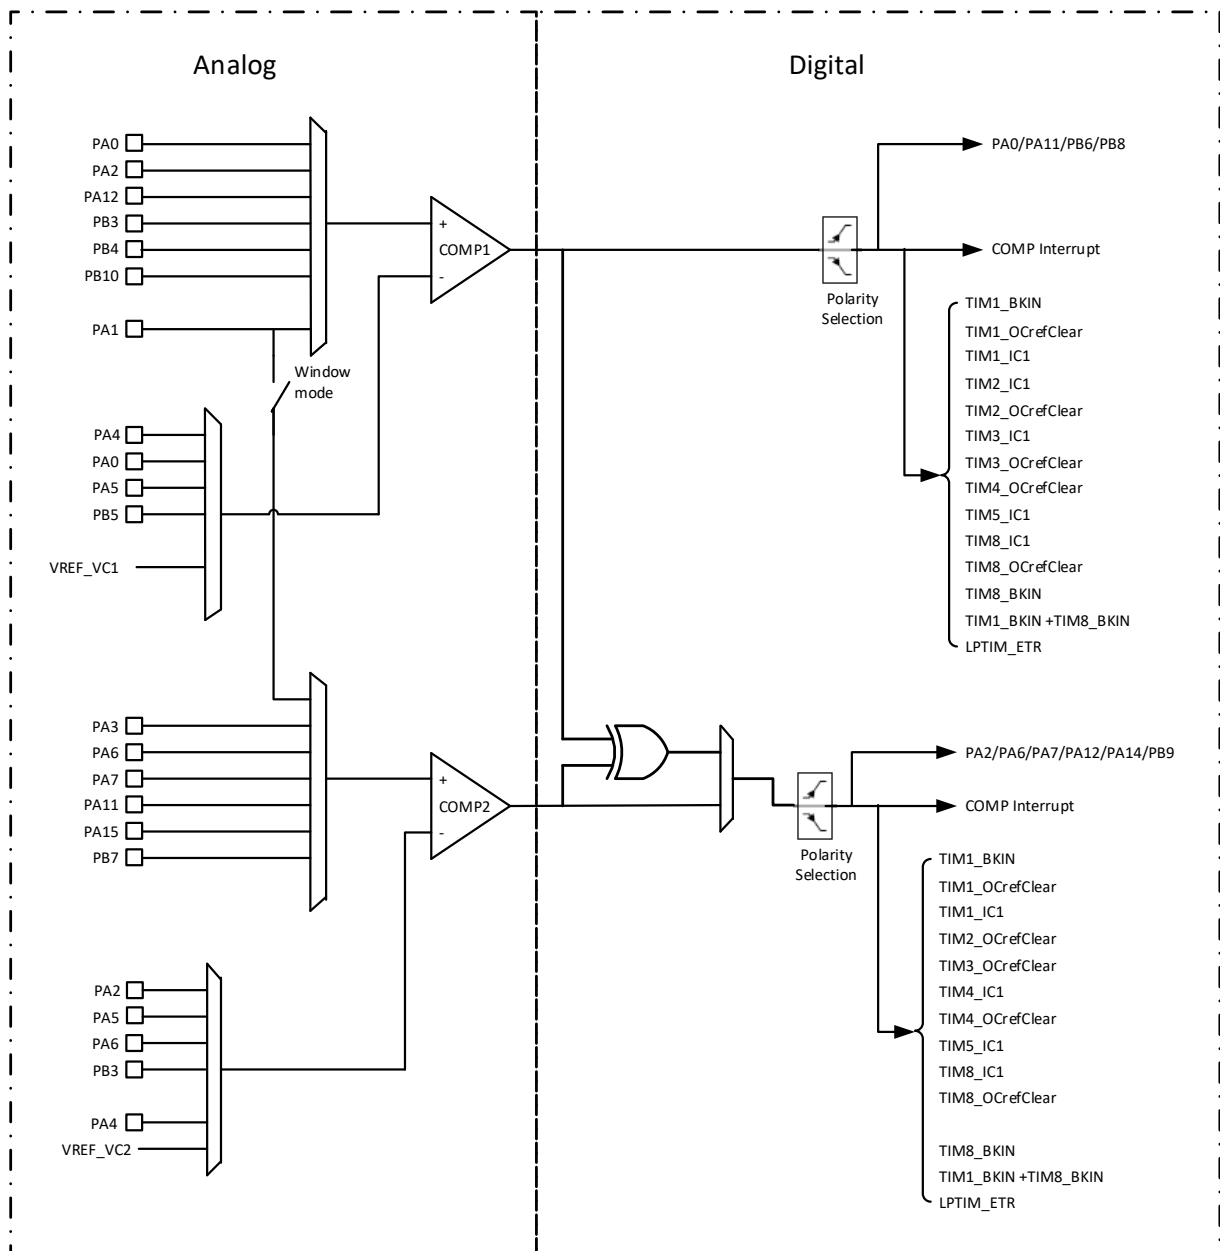 Analog
Digital
PA0
PA2
PA12
PB3
PB4
PB10
PA1
+
COMP1
-
Window
mode
PA4
PA0
PA5
PB5
VREF_VC1
Polarity
Selection
PA0/PA11/PB6/PB8
COMP Interrupt
TIM1_BKIN
TIM1_OCrefClear
TIM1_IC1
TIM2_IC1
TIM2_OCrefClear
TIM3_IC1
TIM3_OCrefClear
TIM4_OCrefClear
TIM5_IC1
TIM8_IC1
TIM8_OCrefClear
TIM8_BKIN
TIM1_BKIN +TIM8_BKIN
LPTIM_ETR
PA3
PA6
PA7
PA11
PA15
PB7
+
COMP2
-
PA2
PA5
PA6
PB3
PA4
VREF_VC2
Polarity
Selection
PA2/PA6/PA7/PA12/PA14/PB9
COMP Interrupt
TIM1_BKIN
TIM1_OCrefClear
TIM1_IC1
TIM2_OCrefClear
TIM3_OCrefClear
TIM4_IC1
TIM4_OCrefClear
TIM5_IC1
TIM8_IC1
TIM8_OCrefClear
TIM8_BKIN
TIM1_BKIN +TIM8_BKIN
LPTIM_ETR